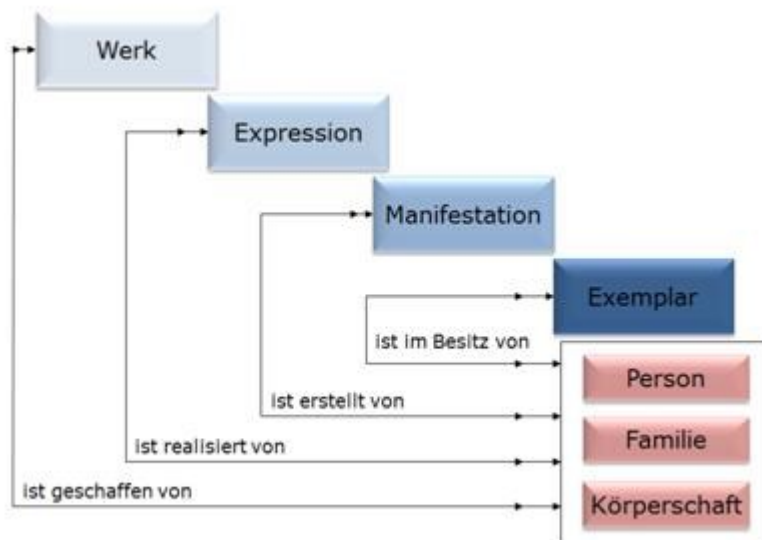 Werk
Expression
Manifestation
Exemplar
ist im Besitz von
Person
ist erstellt von
Familie
ist realisiert von
ist geschaffen von
Körperschaft